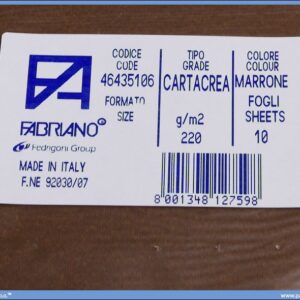 FABRIANO®
Fedrigoni Group
MADE IN ITALY
F.NE 92030/07
CODICE
CODE
46435106
FORMATO
SIZE
TIPO
GRADE
CARTACREA
g/m2
220
COLORE
COLOUR
MARRONE
FOGLI
SHEETS
10
8 001348 127598